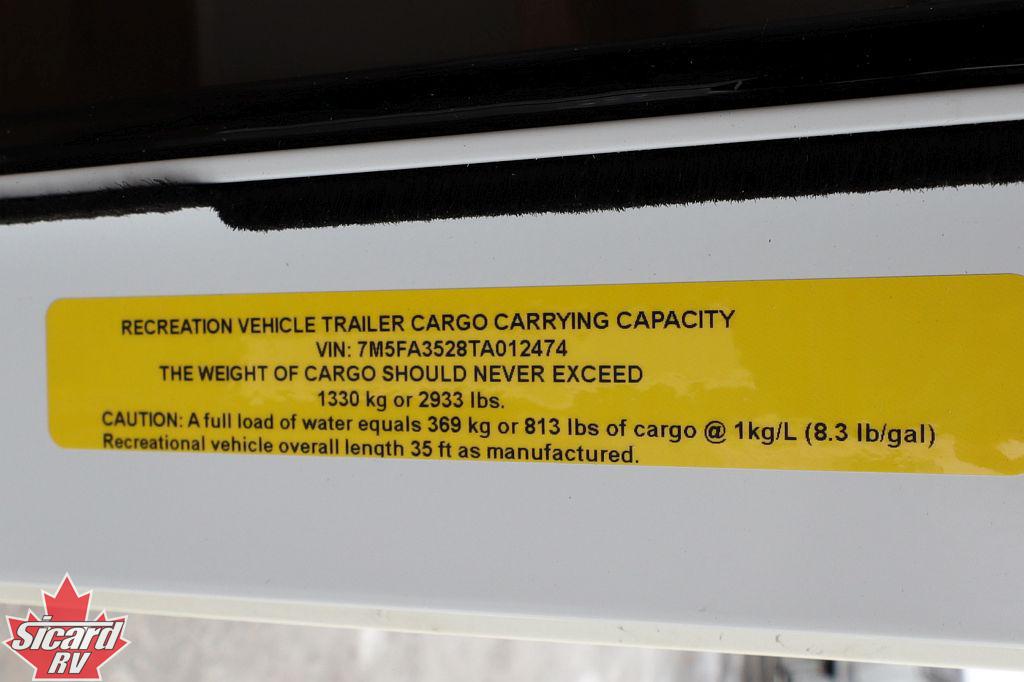 RECREATION VEHICLE TRAILER CARGO CARRYING CAPACITY
VIN: 7M5FA3528TA012474
THE WEIGHT OF CARGO SHOULD NEVER EXCEED
1330 kg or 2933 lbs.
CAUTION: A full load of water equals 369 kg or 813 lbs of cargo @ 1kg/L (8.3 lb/gal)
Recreational vehicle overall length 35 ft as manufactured.
Sicard
RV